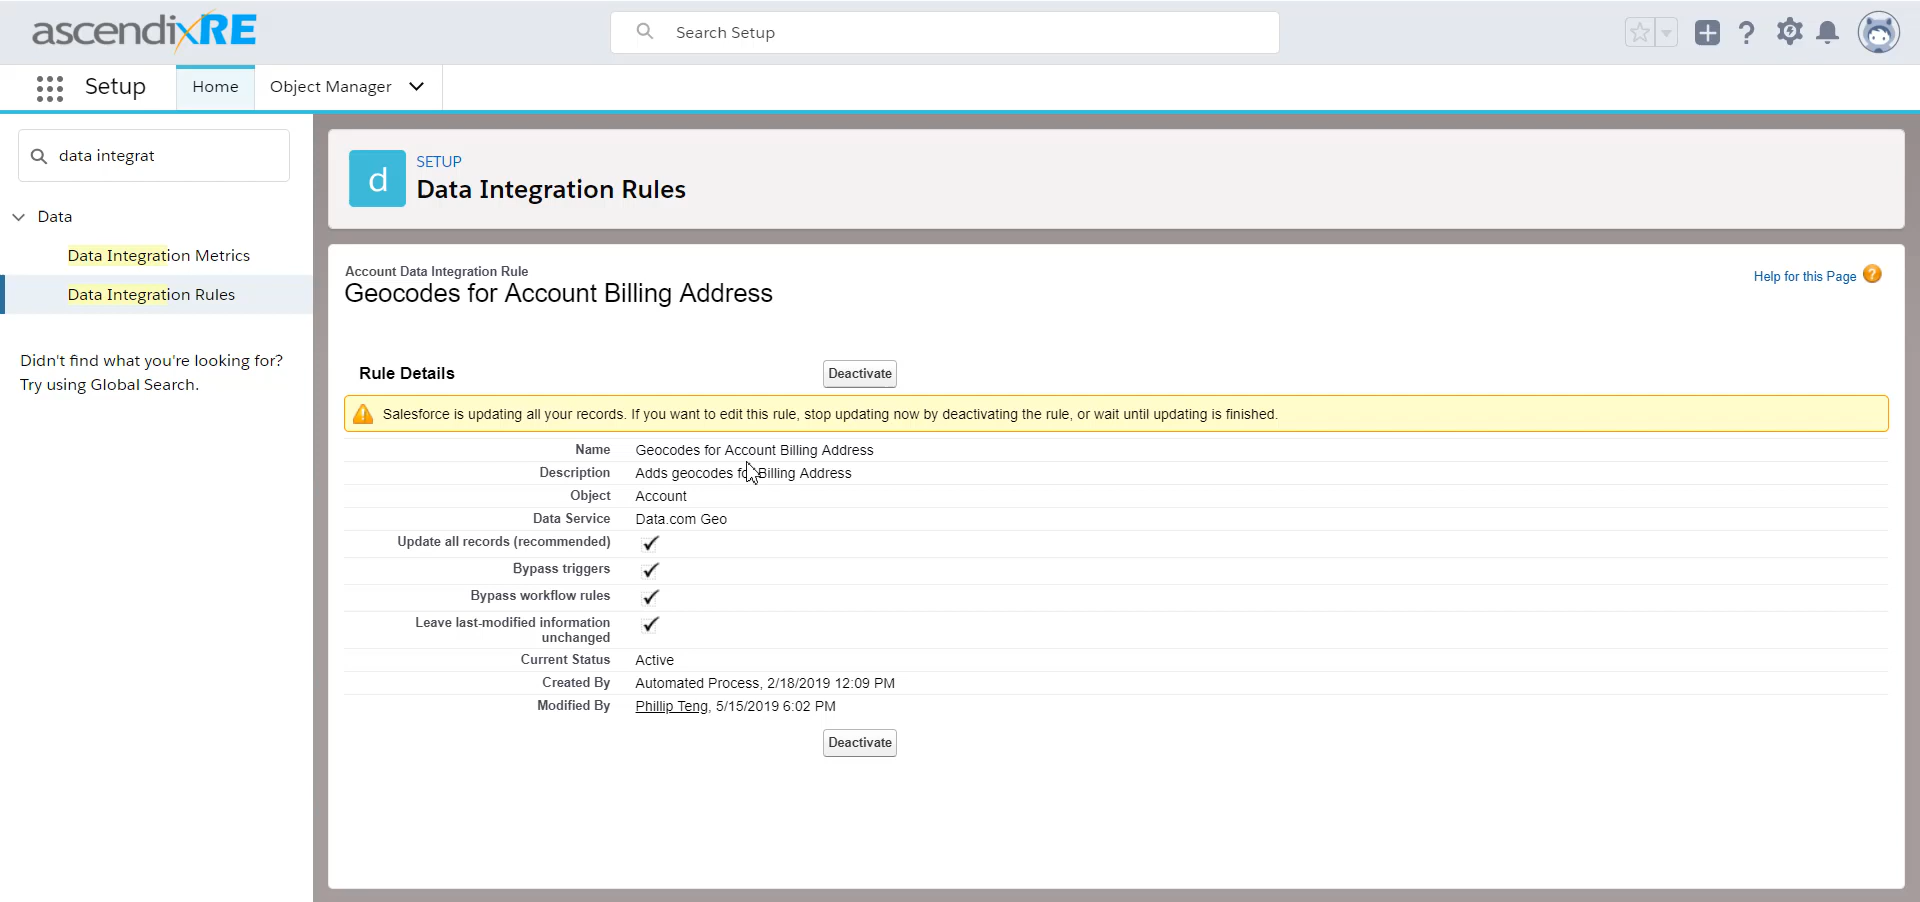 ascendixRE
Search Setup
Setup
Home
Object Manager
data integrat
Data
Data Integration Metrics
Data Integration Rules
Didn't find what you're looking for?
Try using Global Search.
d
SETUP
Data Integration Rules
Account Data Integration Rule
Geocodes for Account Billing Address
Help for this Page ?
Rule Details
Deactivate
Salesforce is updating all your records. If you want to edit this rule, stop updating now by deactivating the rule, or wait until updating is finished.
Name Geocodes for Account Billing Address
Description Adds geocodes for Billing Address
Object Account
Data Service Data.com Geo
Update all records (recommended)
Bypass triggers
Bypass workflow rules
Leave last-modified information
unchanged
Current Status Active
Created By Automated Process, 2/18/2019 12:09 PM
Modified By Phillip Teng, 5/15/2019 6:02 PM
Deactivate